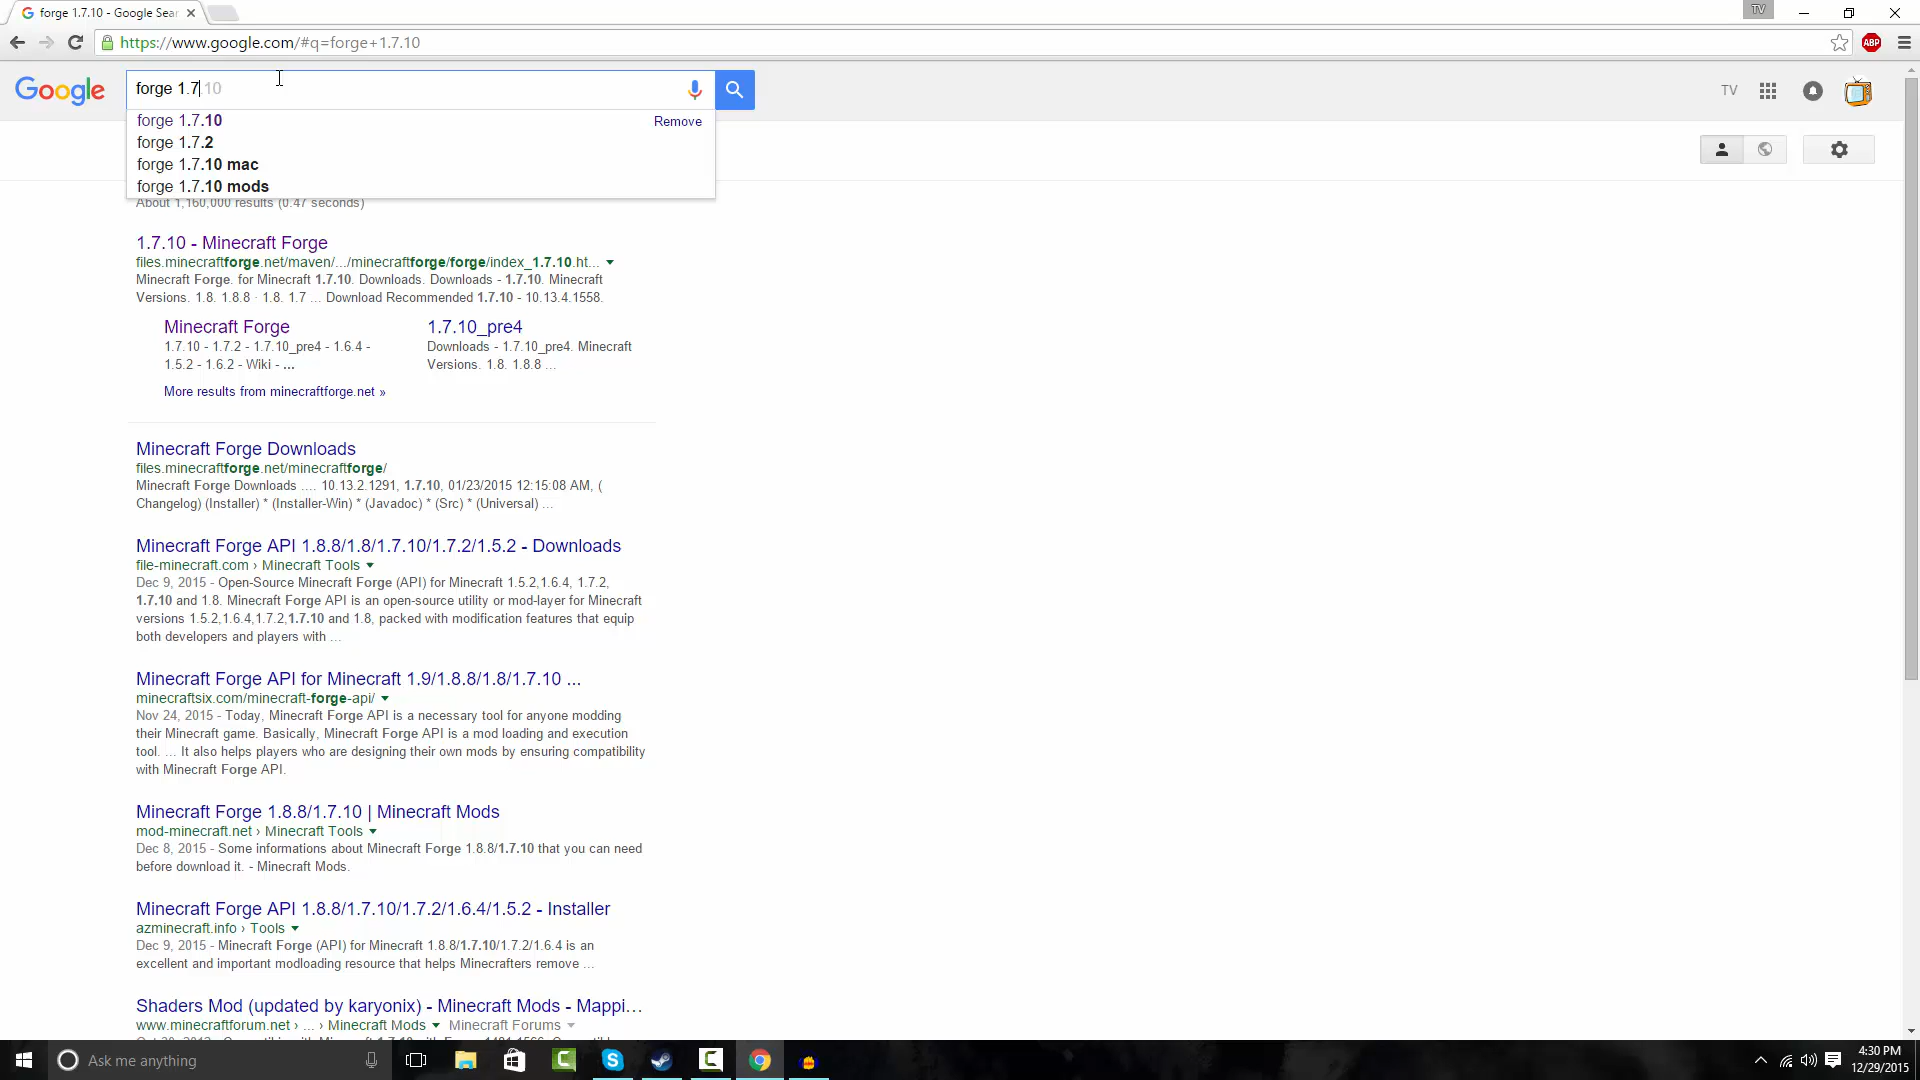 forge 1.7.10 - Google Sear
TV
https://www.google.com/#q=forge+1.7.10
ABP
Google
forge 1.7.10
TV
forge 1.7.10
Remove
forge 1.7.2
forge 1.7.10 mac
forge 1.7.10 mods
About 1,160,000 results (0.47 seconds)
1.7.10 - Minecraft Forge
files.minecraftforge.net/maven/.../minecraftforge/forge/index_1.7.10.ht...
Minecraft Forge. for Minecraft 1.7.10. Downloads. Downloads - 1.7.10. Minecraft
Versions. 1.8. 1.8.8 · 1.8. 1.7 ... Download Recommended 1.7.10 - 10.13.4.1558.
Minecraft Forge
1.7.10 - 1.7.2 - 1.7.10_pre4 - 1.6.4 -
1.5.2 - 1.6.2 - Wiki - ...
1.7.10_pre4
Downloads - 1.7.10_pre4. Minecraft
Versions. 1.8. 1.8.8 ...
More results from minecraftforge.net »
Minecraft Forge Downloads
files.minecraftforge.net/minecraftforge/
Minecraft Forge Downloads .... 10.13.2.1291, 1.7.10, 01/23/2015 12:15:08 AM, (
Changelog) (Installer) * (Installer-Win) * (Javadoc) * (Src) * (Universal) ...
Minecraft Forge API 1.8.8/1.8/1.7.10/1.7.2/1.5.2 - Downloads
file-minecraft.com › Minecraft Tools
Dec 9, 2015 - Open-Source Minecraft Forge (API) for Minecraft 1.5.2,1.6.4, 1.7.2,
1.7.10 and 1.8. Minecraft Forge API is an open-source utility or mod-layer for Minecraft
versions 1.5.2,1.6.4,1.7.2,1.7.10 and 1.8, packed with modification features that equip
both developers and players with ...
Minecraft Forge API for Minecraft 1.9/1.8.8/1.8/1.7.10 ...
minecraftsix.com/minecraft-forge-api/
Nov 24, 2015 - Today, Minecraft Forge API is a necessary tool for anyone modding
their Minecraft game. Basically, Minecraft Forge API is a mod loading and execution
tool. ... It also helps players who are designing their own mods by ensuring compatibility
with Minecraft Forge API.
Minecraft Forge 1.8.8/1.7.10 | Minecraft Mods
mod-minecraft.net › Minecraft Tools
Dec 8, 2015 - Some informations about Minecraft Forge 1.8.8/1.7.10 that you can need
before download it. - Minecraft Mods.
Minecraft Forge API 1.8.8/1.7.10/1.7.2/1.6.4/1.5.2 - Installer
azminecraft.info › Tools
Dec 9, 2015 - Minecraft Forge (API) for Minecraft 1.8.8/1.7.10/1.7.2/1.6.4 is an
excellent and important modloading resource that helps Minecrafters remove ...
Shaders Mod (updated by karyonix) - Minecraft Mods - Mappi...
www.minecraftforum.net › ... › Minecraft Mods Minecraft Forums
Ask me anything
4:30 PM
12/29/2015